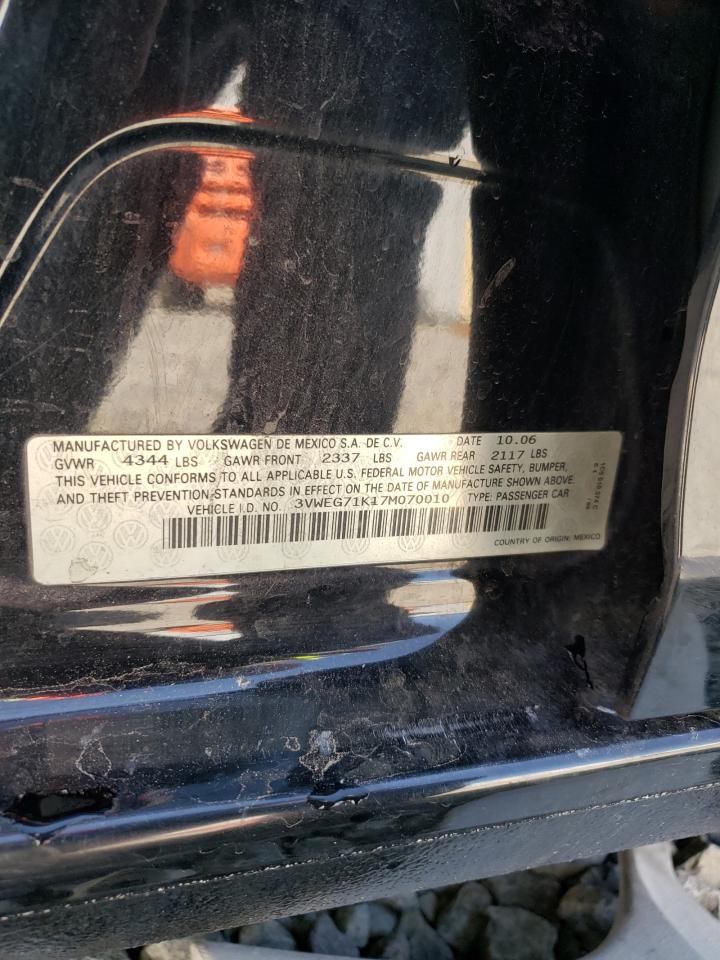 MANUFACTURED BY VOLKSWAGEN DE MEXICO S.A. DE C.V. DATE 10.06
GVWR 4344 LBS GAWR FRONT 2337 LBS GAWR REAR 2117 LBS
THIS VEHICLE CONFORMS TO ALL APPLICABLE U.S. FEDERAL MOTOR VEHICLE SAFETY, BUMPER,
AND THEFT PREVENTION-STANDARDS IN EFFECT ON THE DATE OF MANUFACTURE SHOWN ABOVE.
VEHICLE I.D. NO. 3VWEG71K17M070010 TYPE: PASSENGER CAR
COUNTRY OF ORIGIN: MEXICO